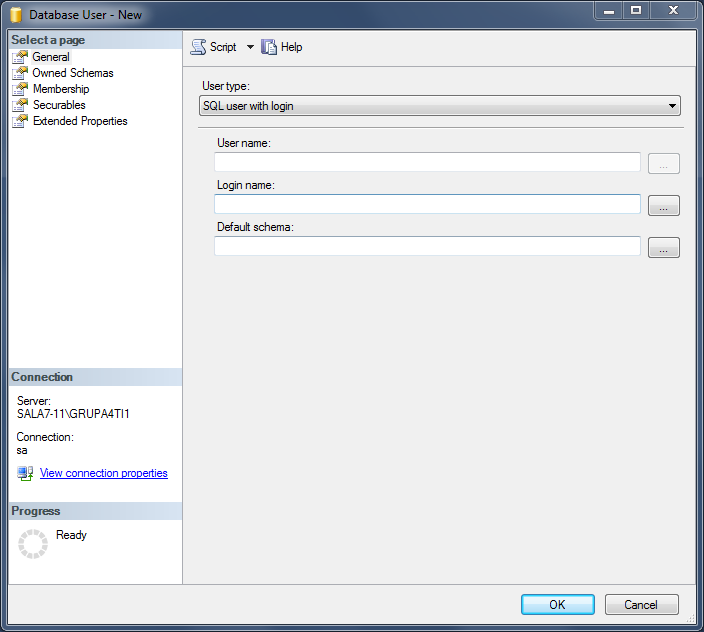 Database User - New
Select a page
General
Owned Schemas
Membership
Securables
Extended Properties
Connection
Server:
SALA7-11\GRUPA4TI1
Connection:
sa
View connection properties
Progress
Ready
Script
Help
User type:
SQL user with login
User name:
...
Login name:
...
Default schema:
...
OK
Cancel